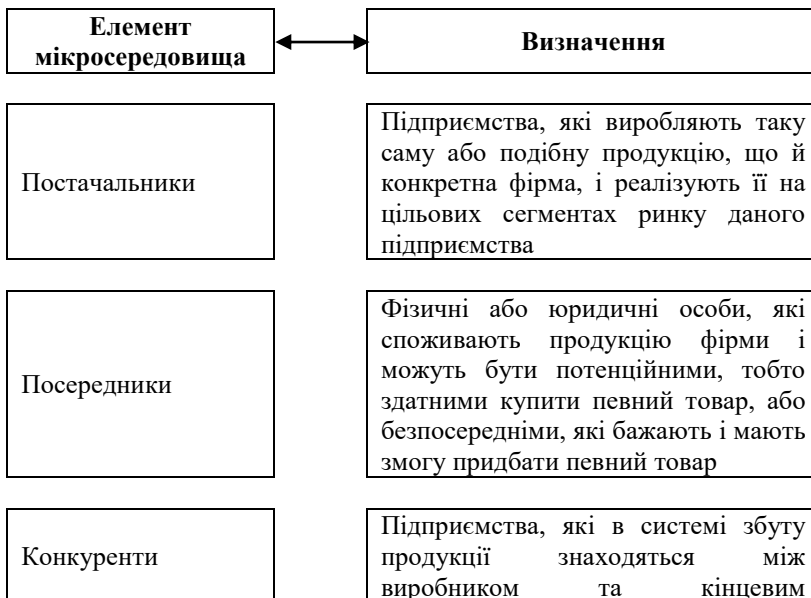 Елемент
мікросередовища
Визначення
Постачальники
Підприємства, які виробляють таку
саму або подібну продукцію, що й
конкретна фірма, і реалізують її на
цільових сегментах ринку даного
підприємства
Посередники
Фізичні або юридичні особи, які
споживають продукцію фірми і
можуть бути потенційними, тобто
здатними купити певний товар, або
безпосередніми, які бажають і мають
змогу придбати певний товар
Конкуренти
Підприємства, які в системі збуту
продукції знаходяться між
виробником та кінцевим